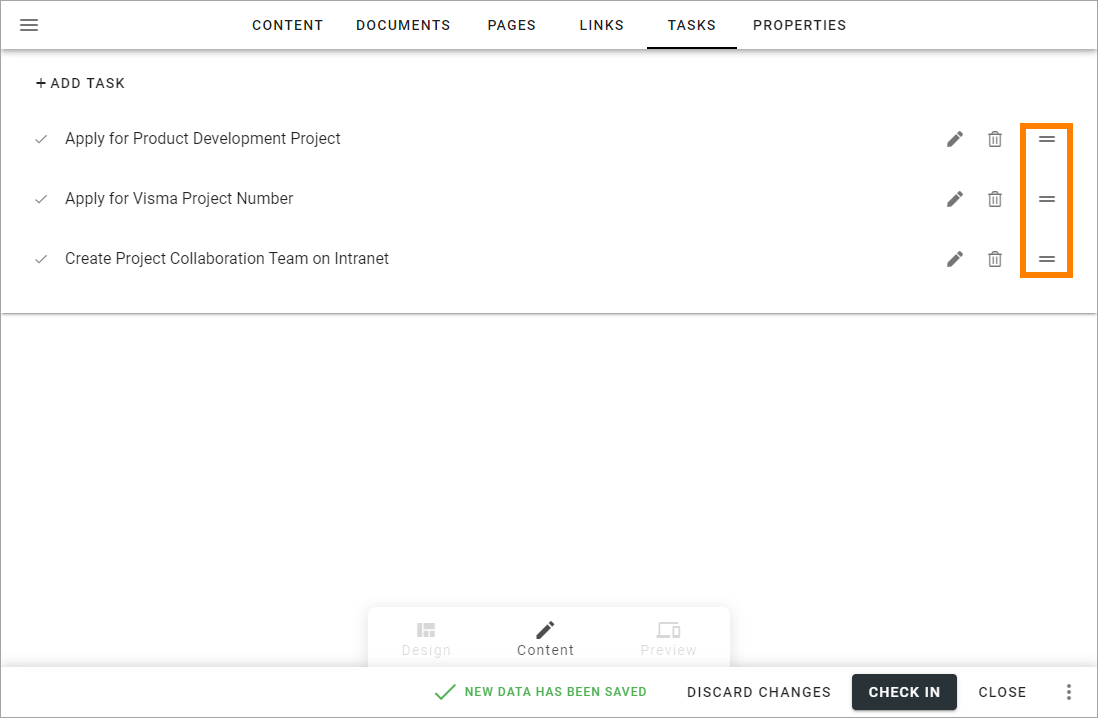 CONTENT DOCUMENTS PAGES LINKS TASKS PROPERTIES
+ ADD TASK
Apply for Product Development Project
Apply for Visma Project Number
Create Project Collaboration Team on Intranet
Design Content Preview
NEW DATA HAS BEEN SAVED DISCARD CHANGES CHECK IN CLOSE